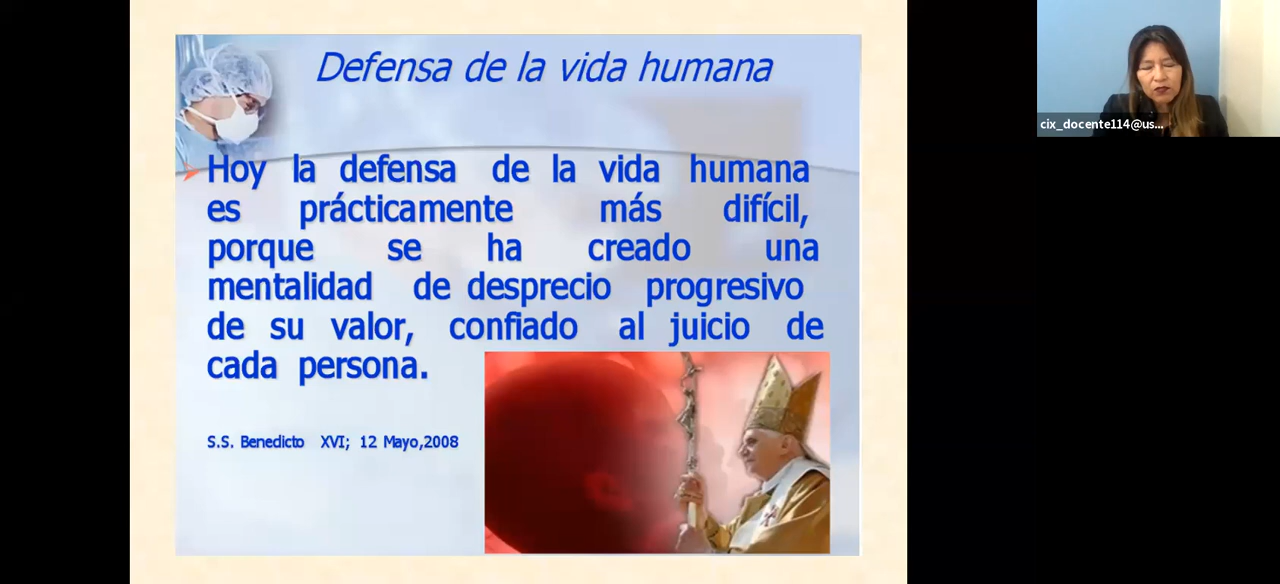 Defensa de la vida humana
Hoy la defensa de la vida humana
es prácticamente más difícil,
porque se ha creado una
mentalidad de desprecio progresivo
de su valor, confiado al juicio de
cada persona.
S.S. Benedicto XVI; 12 Mayo,2008
cix_docente114@us...